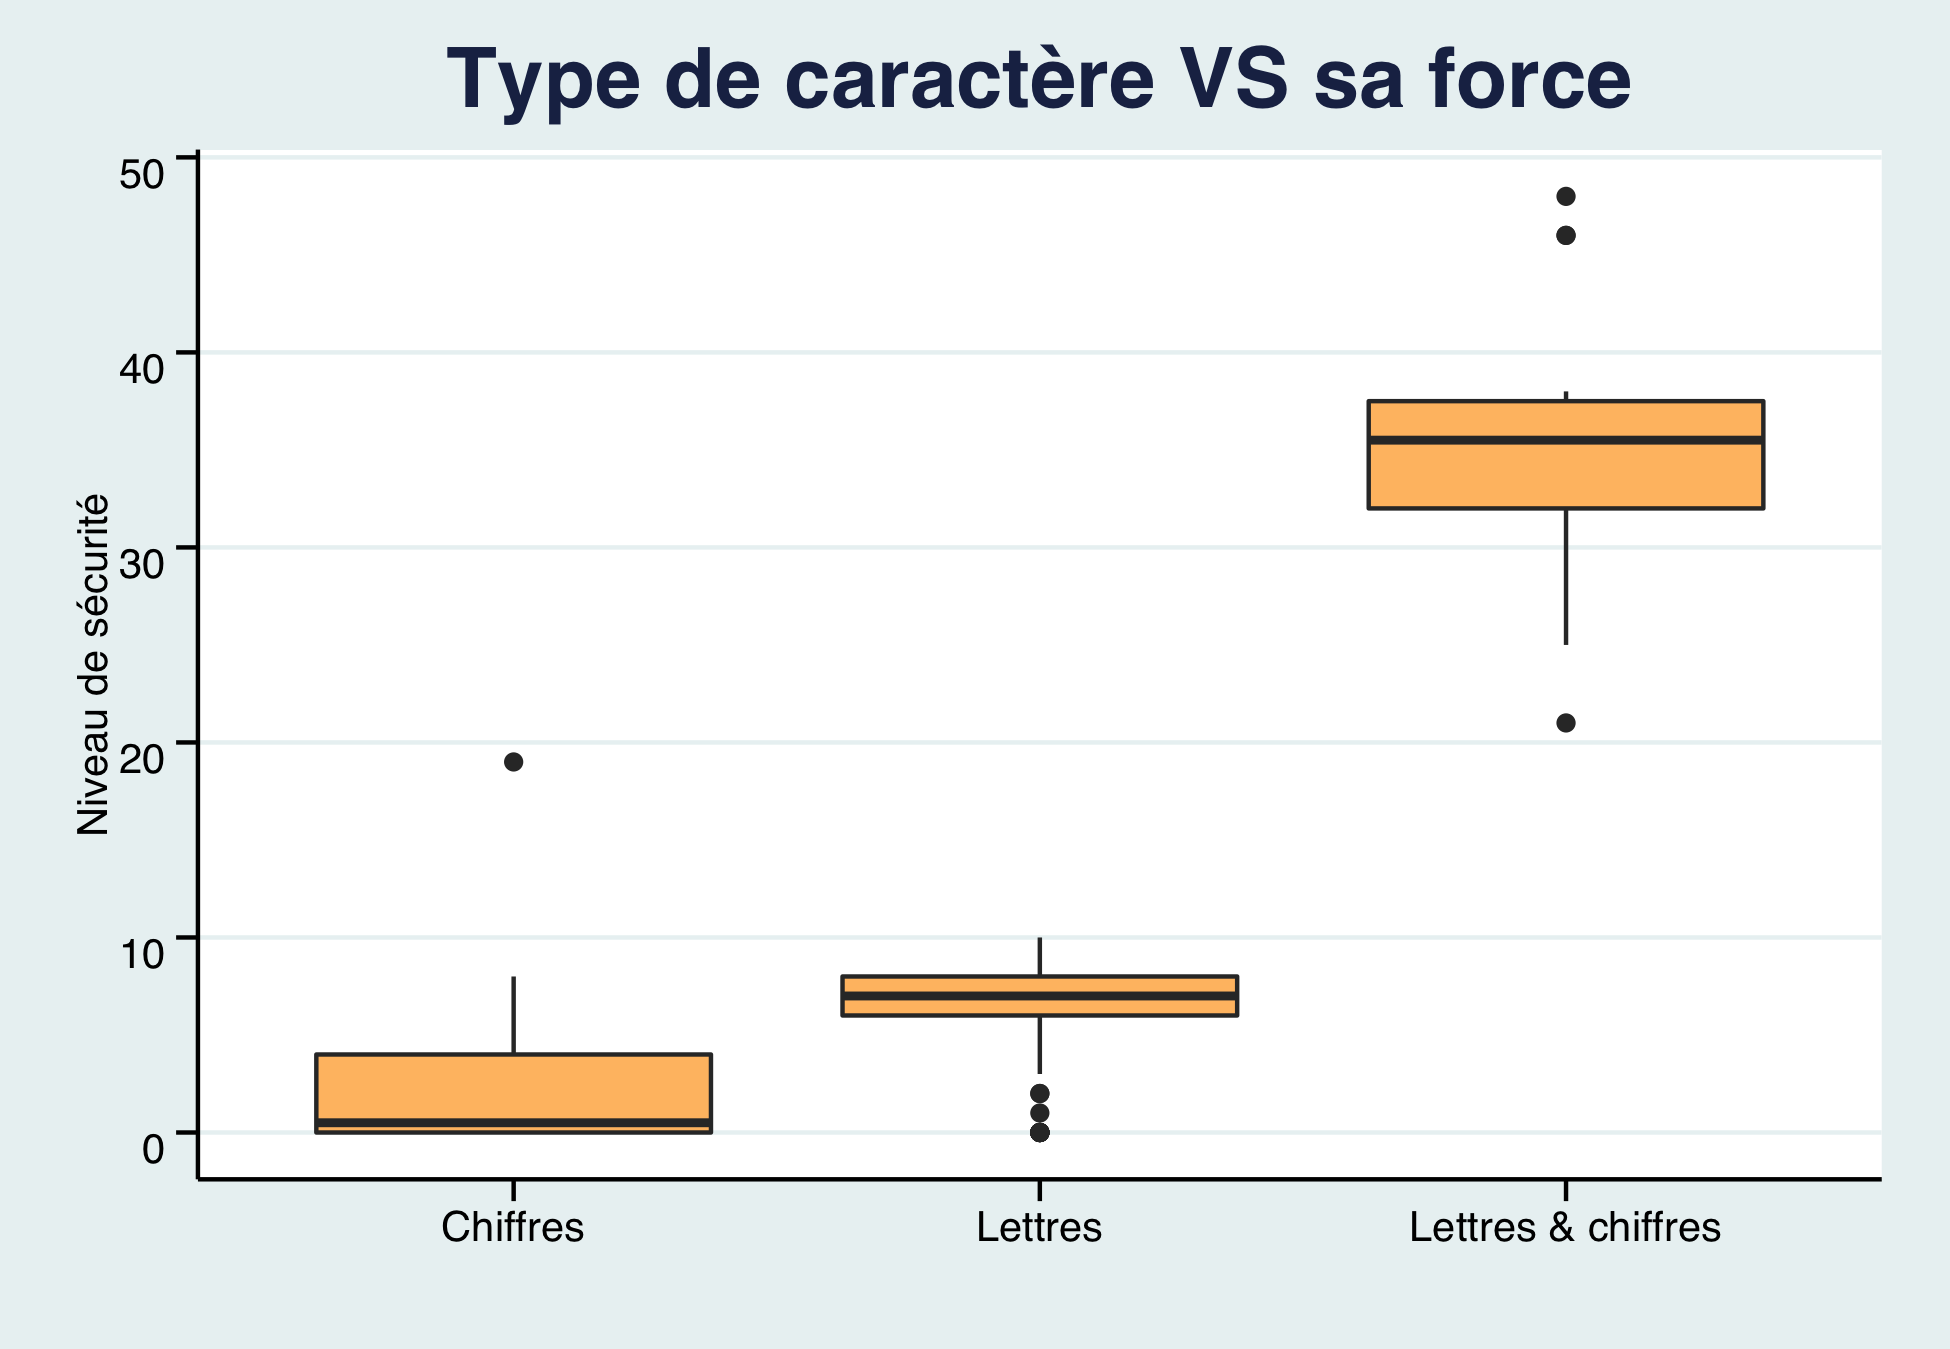 Type de caractère VS sa force
Niveau de sécurité
50
40
30
20
10
0
Chiffres
Lettres
Lettres & chiffres